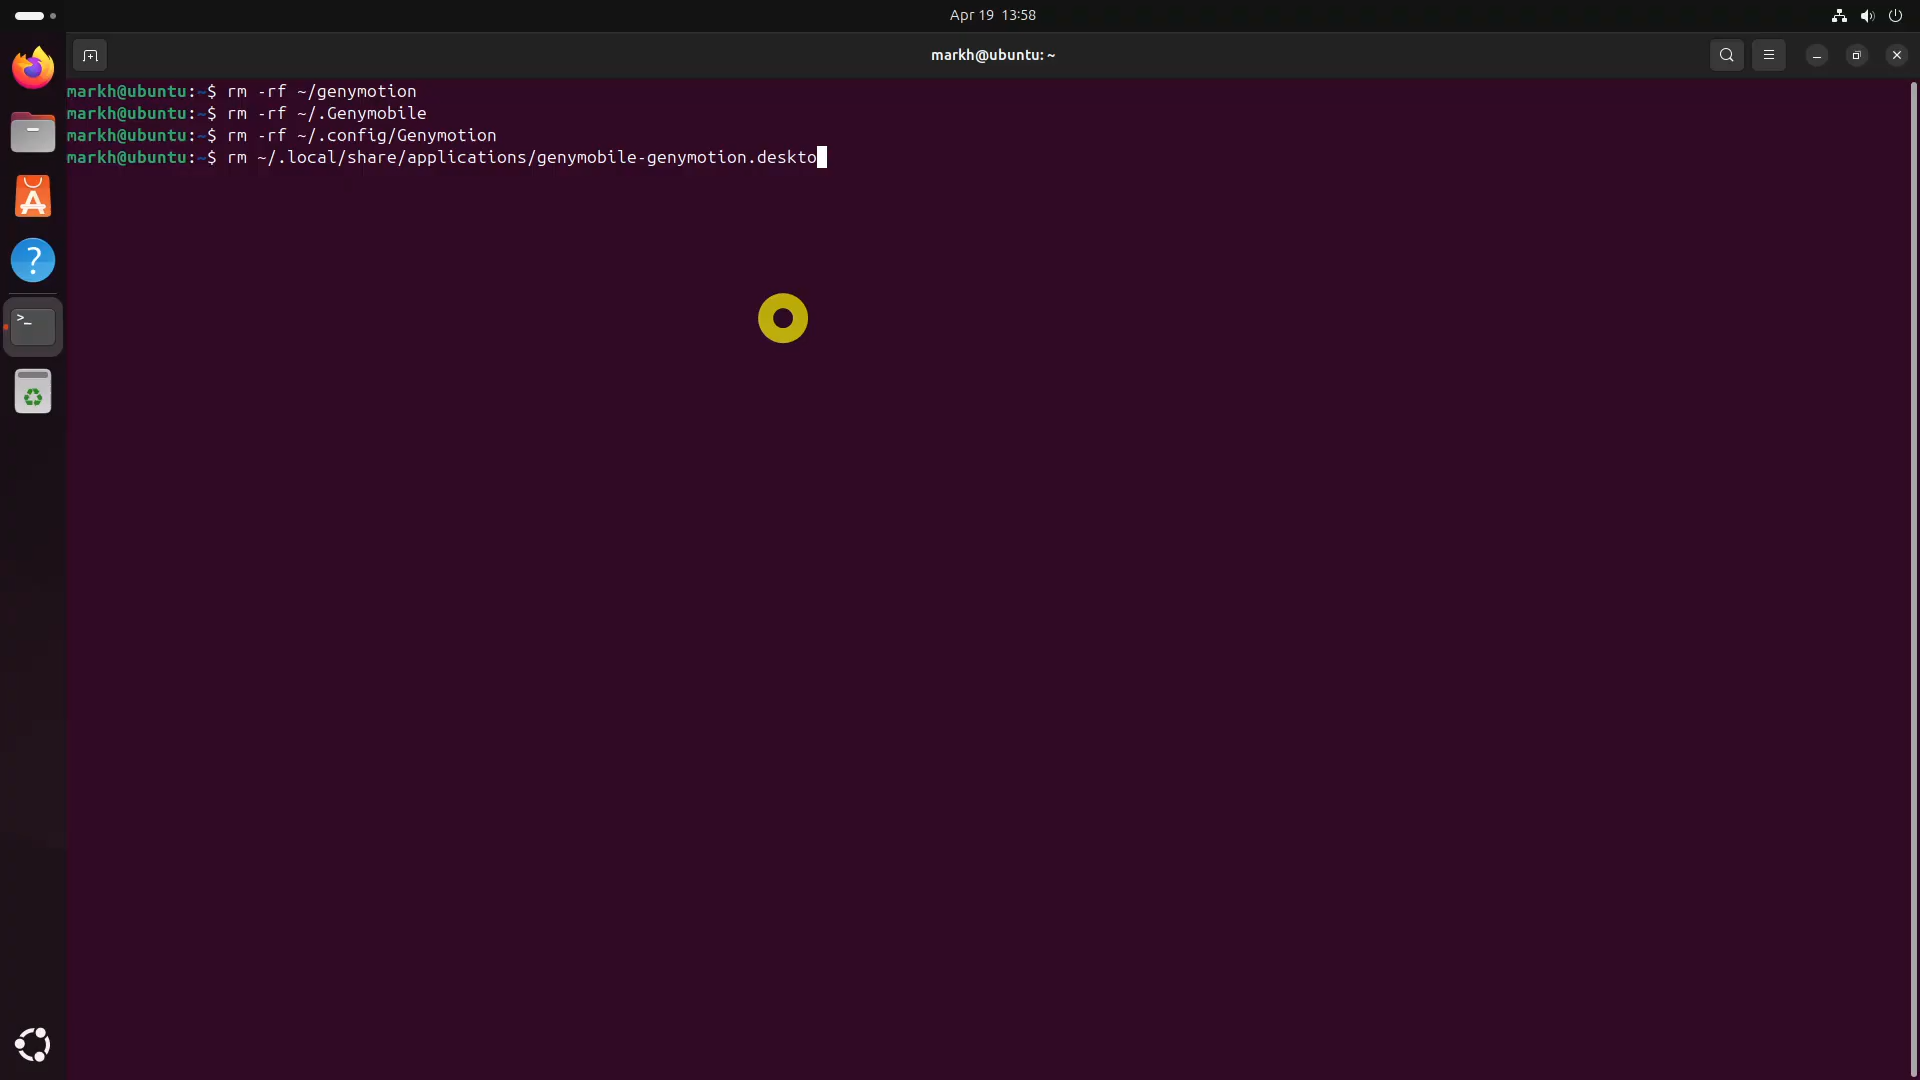 Apr 19 13:58
markh@ubuntu: ~
markh@ubuntu:~$ rm -rf ~/genymotion
markh@ubuntu:~$ rm -rf ~/.Genymobile
markh@ubuntu:~$ rm -rf ~/.config/Genymotion
markh@ubuntu:~$ rm ~/.local/share/applications/genymobile-genymotion.deskto